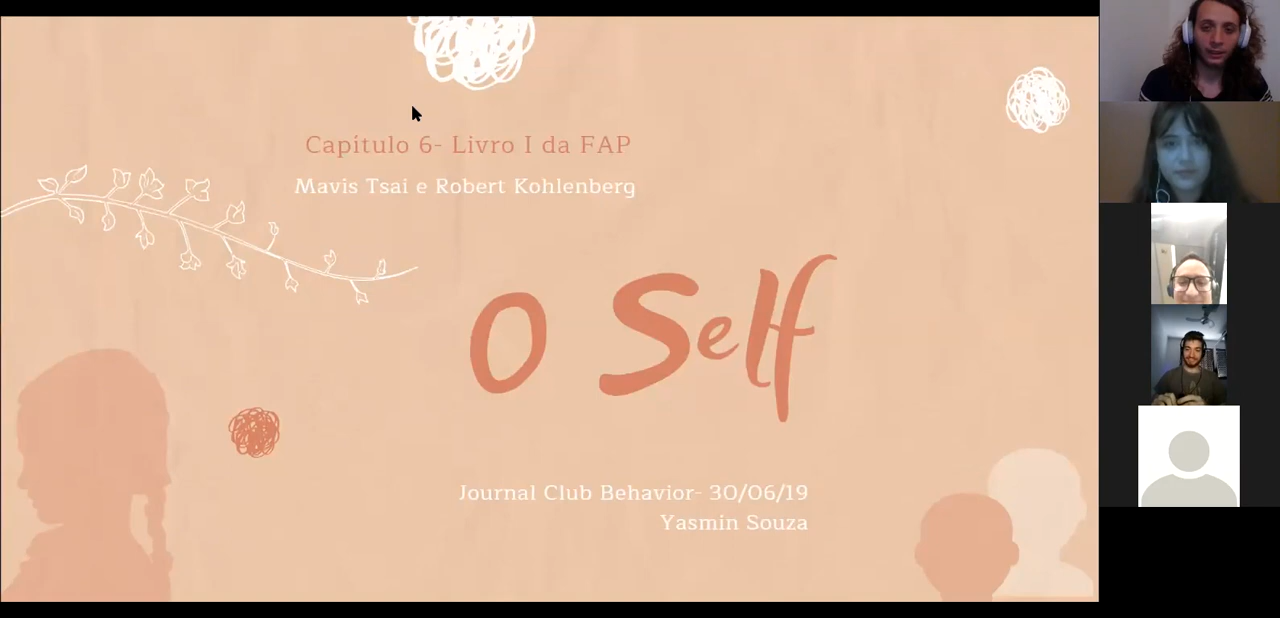 Capítulo 6- Livro I da FAP
Mavis Tsai e Robert Kohlenberg
O Self
Journal Club Behavior- 30/06/19
Yasmin Souza